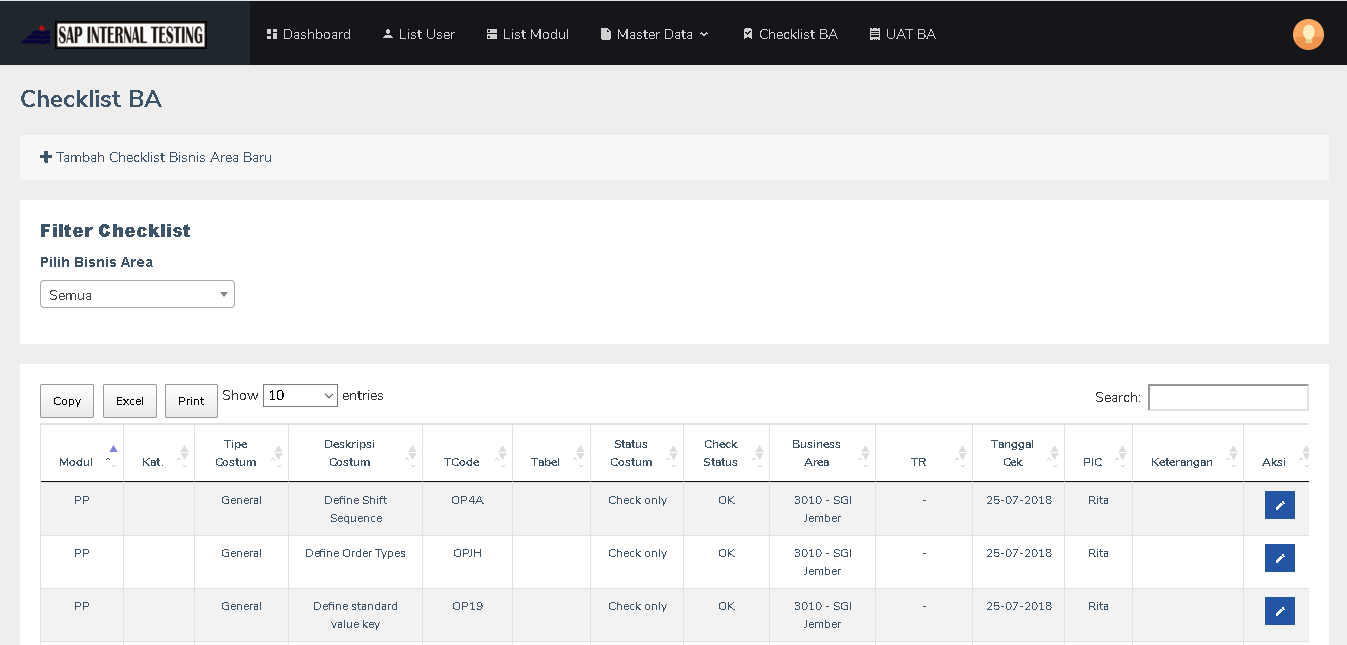 SAP INTERNAL TESTING
Dashboard List User List Modul Master Data Checklist BA UAT BA
Checklist BA
Tambah Checklist Bisnis Area Baru
Filter Checklist
Pilih Bisnis Area
Semua
Copy Excel Print Show 10 entries Search:
Modul Kat. Tipe Costum Deskripsi Costum TCode Tabel Status Costum Check Status Business Area TR Tanggal Cek PIC Keterangan Aksi
PP General Define Shift Sequence OP4A Check only OK 3010 - SGI Jember - 25-07-2018 Rita
PP General Define Order Types OPJH Check only OK 3010 - SGI Jember - 25-07-2018 Rita
PP General Define standard value key OP19 Check only OK 3010 - SGI Jember - 25-07-2018 Rita